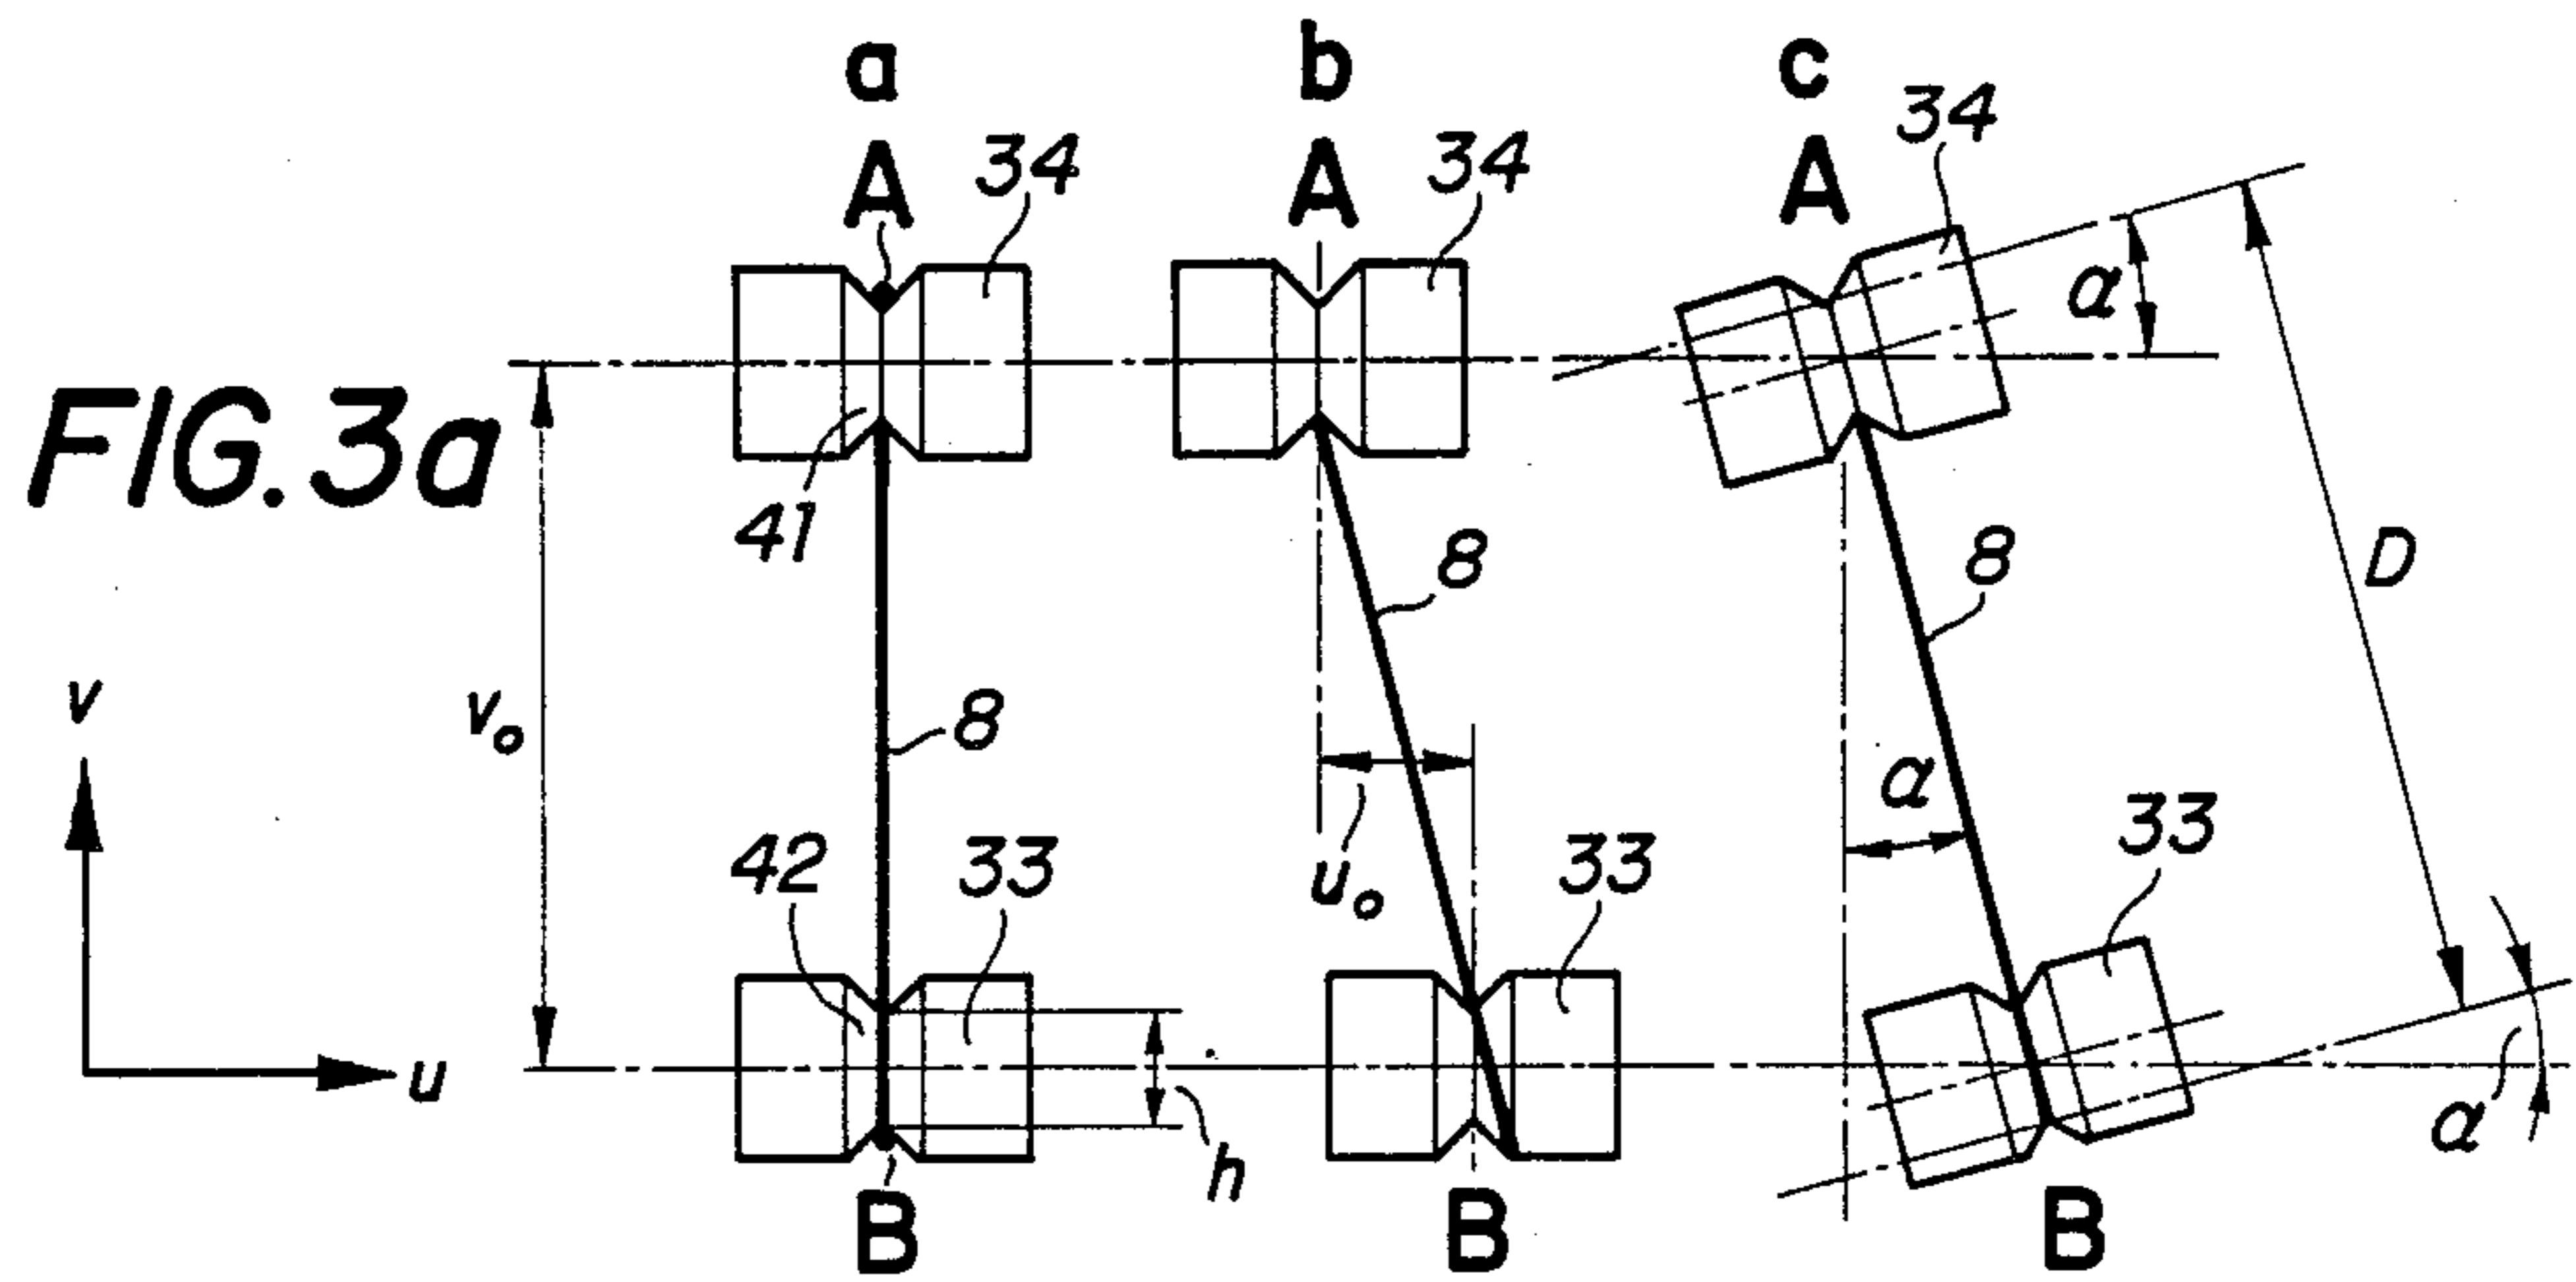 a b c
A 34 A 34 A 34
α
FIG.3a
41 8 8 D
v v₀ 8 α
u₀
42 33 33 33
u h α
B B B